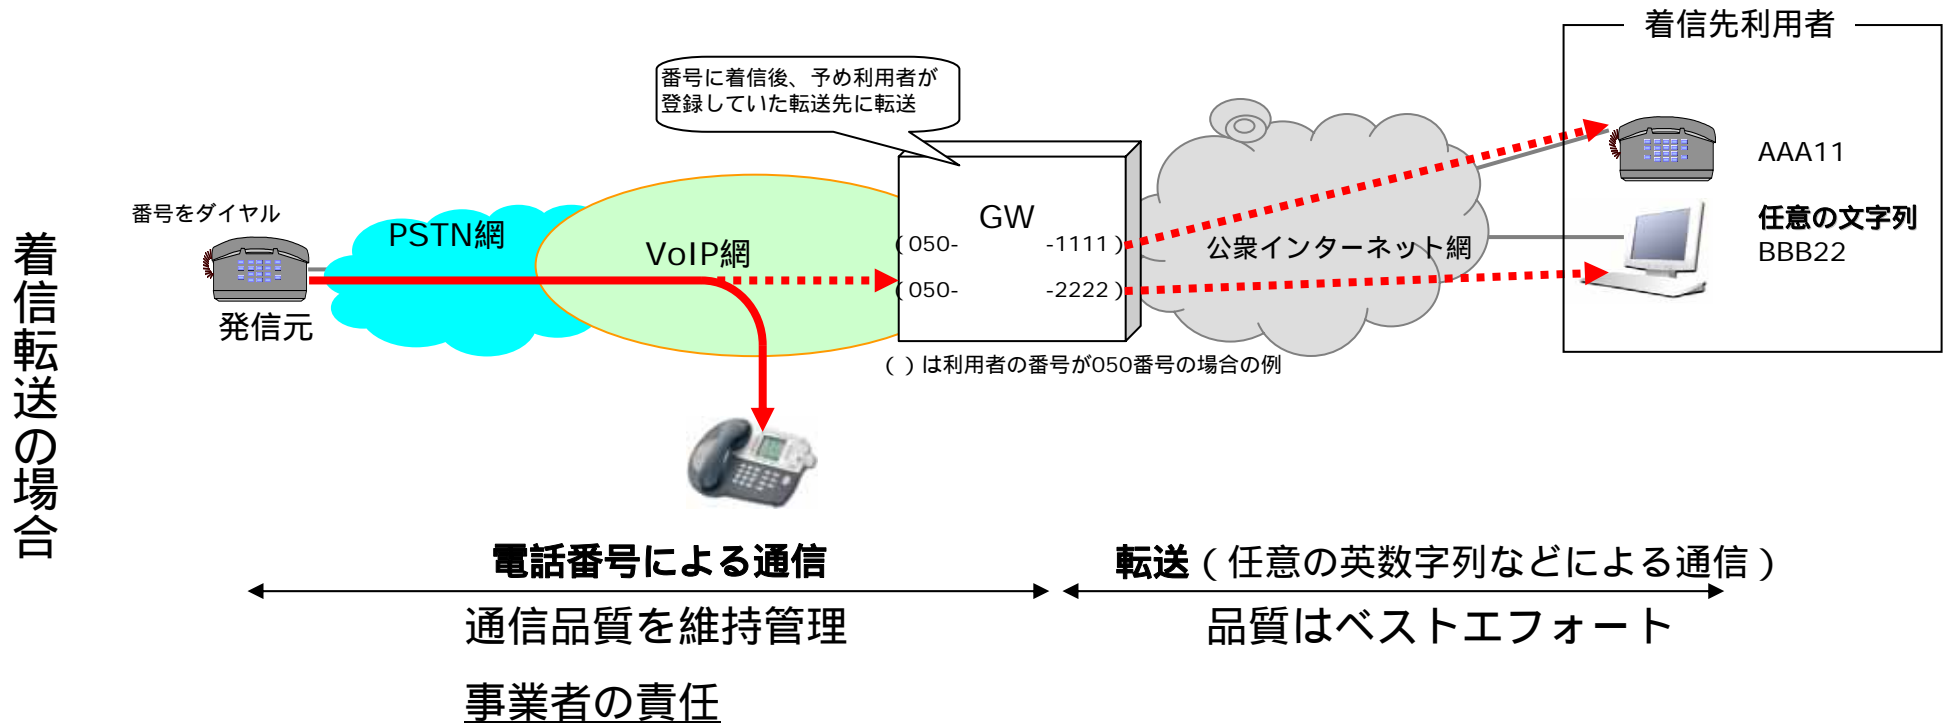 着信転送の場合
着信先利用者
番号に着信後、予め利用者が
登録していた転送先に転送
番号をダイヤル
発信元
PSTN網
VoIP網
GW
(050-　　-1111)
(050-　　-2222)
公衆インターネット網
AAA11
任意の文字列
BBB22
( )は利用者の番号が050番号の場合の例
電話番号による通信
転送(任意の英数字列などによる通信)
通信品質を維持管理
品質はベストエフォート
事業者の責任